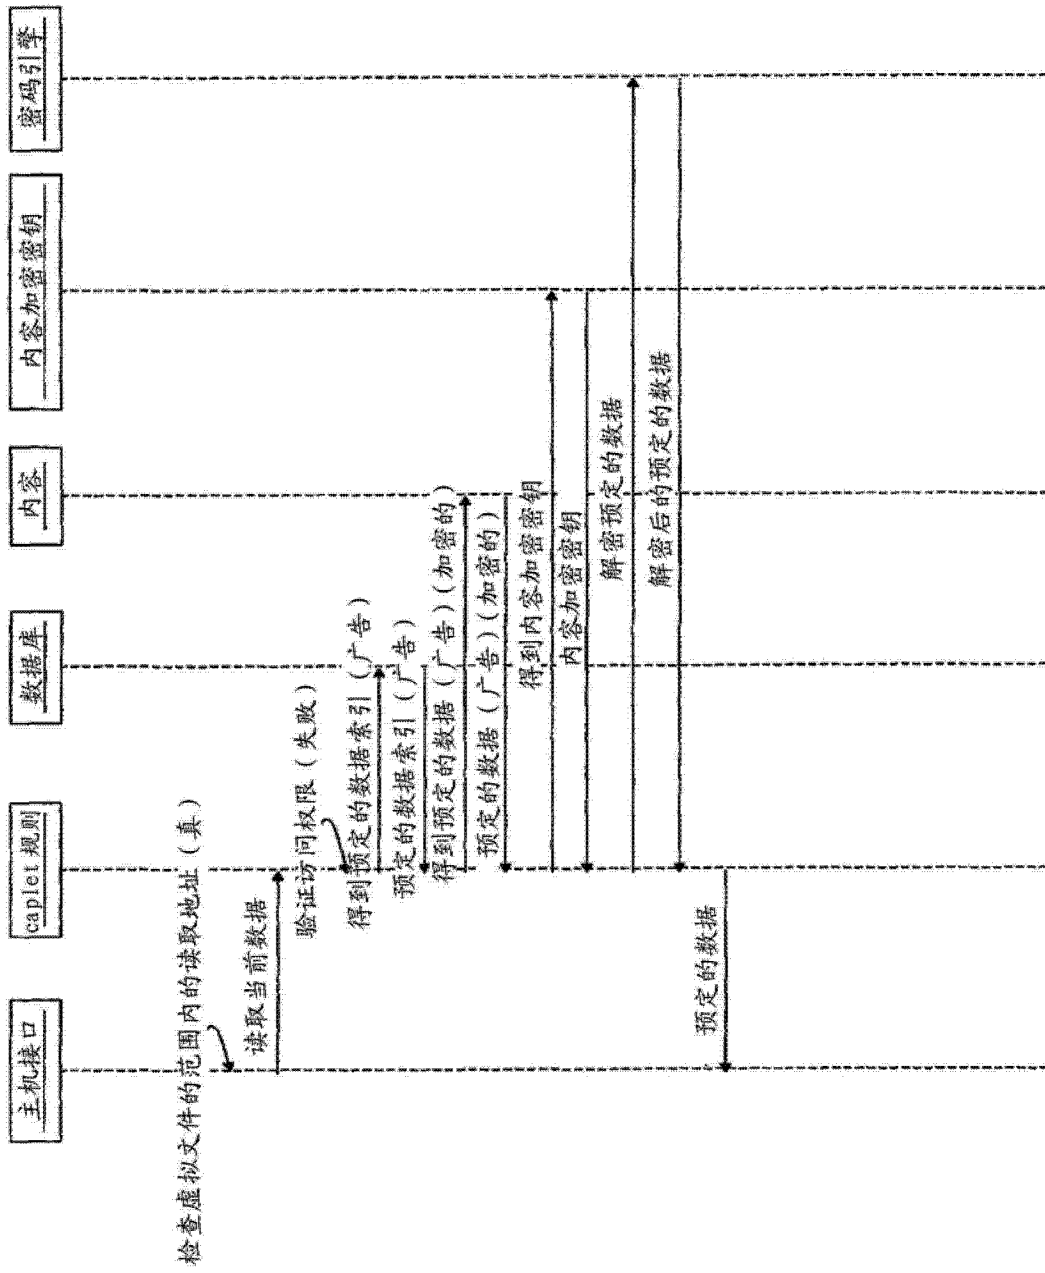 主机接口
caplet 规则
数据库
内容
内容加密密钥
密码引擎
检查虚拟文件的范围内的读取地址（真）
读取当前数据
验证访问权限（失败）
得到预定的数据索引（广告）
预定的数据索引（广告）
得到预定的数据（广告）（加密的）
预定的数据（广告）（加密的）
得到内容加密密钥
内容加密密钥
解密预定的数据
解密后的预定的数据
预定的数据